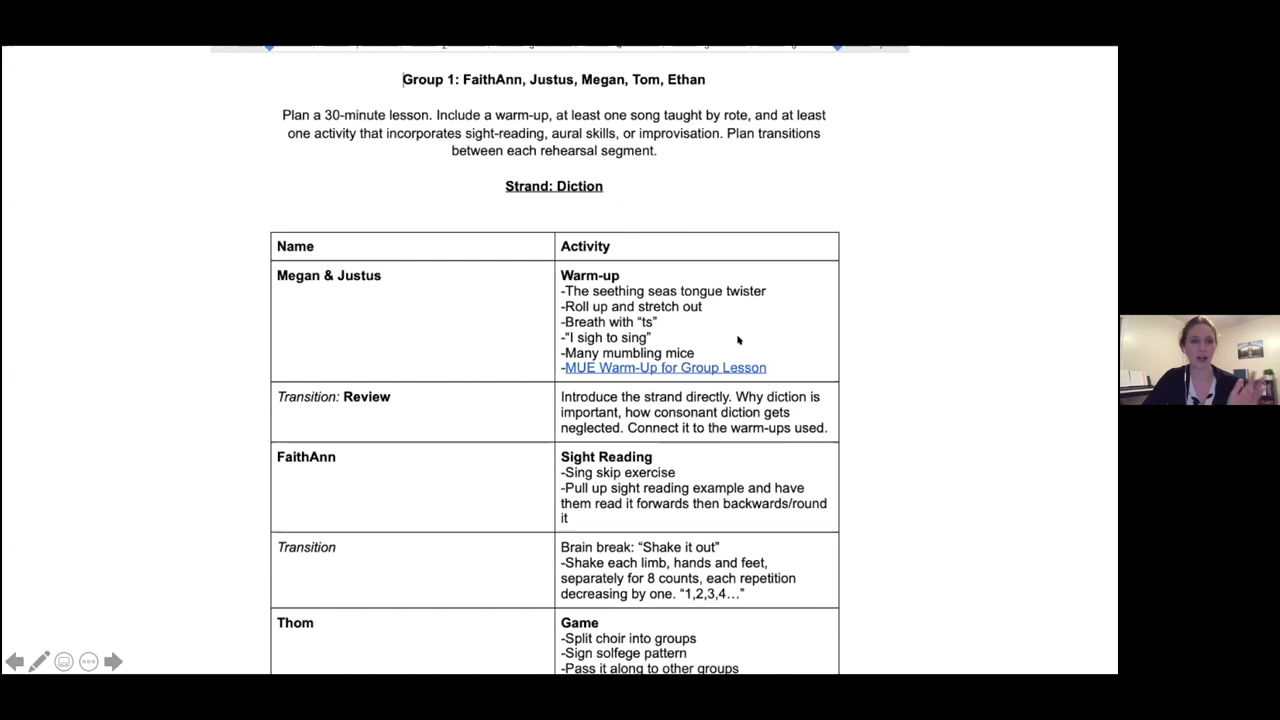 Group 1: FaithAnn, Justus, Megan, Tom, Ethan
Plan a 30-minute lesson. Include a warm-up, at least one song taught by rote, and at least
one activity that incorporates sight-reading, aural skills, or improvisation. Plan transitions
between each rehearsal segment.
Strand: Diction
Name
Activity
Megan & Justus
Warm-up
-The seething seas tongue twister
-Roll up and stretch out
-Breath with “ts”
-“I sigh to sing”
-Many mumbling mice
-MUE Warm-Up for Group Lesson
Transition: Review
Introduce the strand directly. Why diction is
important, how consonant diction gets
neglected. Connect it to the warm-ups used.
FaithAnn
Sight Reading
-Sing skip exercise
-Pull up sight reading example and have
them read it forwards then backwards/round
it
Transition
Brain break: “Shake it out”
-Shake each limb, hands and feet,
separately for 8 counts, each repetition
decreasing by one. “1,2,3,4…”
Thom
Game
-Split choir into groups
-Sign solfege pattern
-Pass it along to other groups